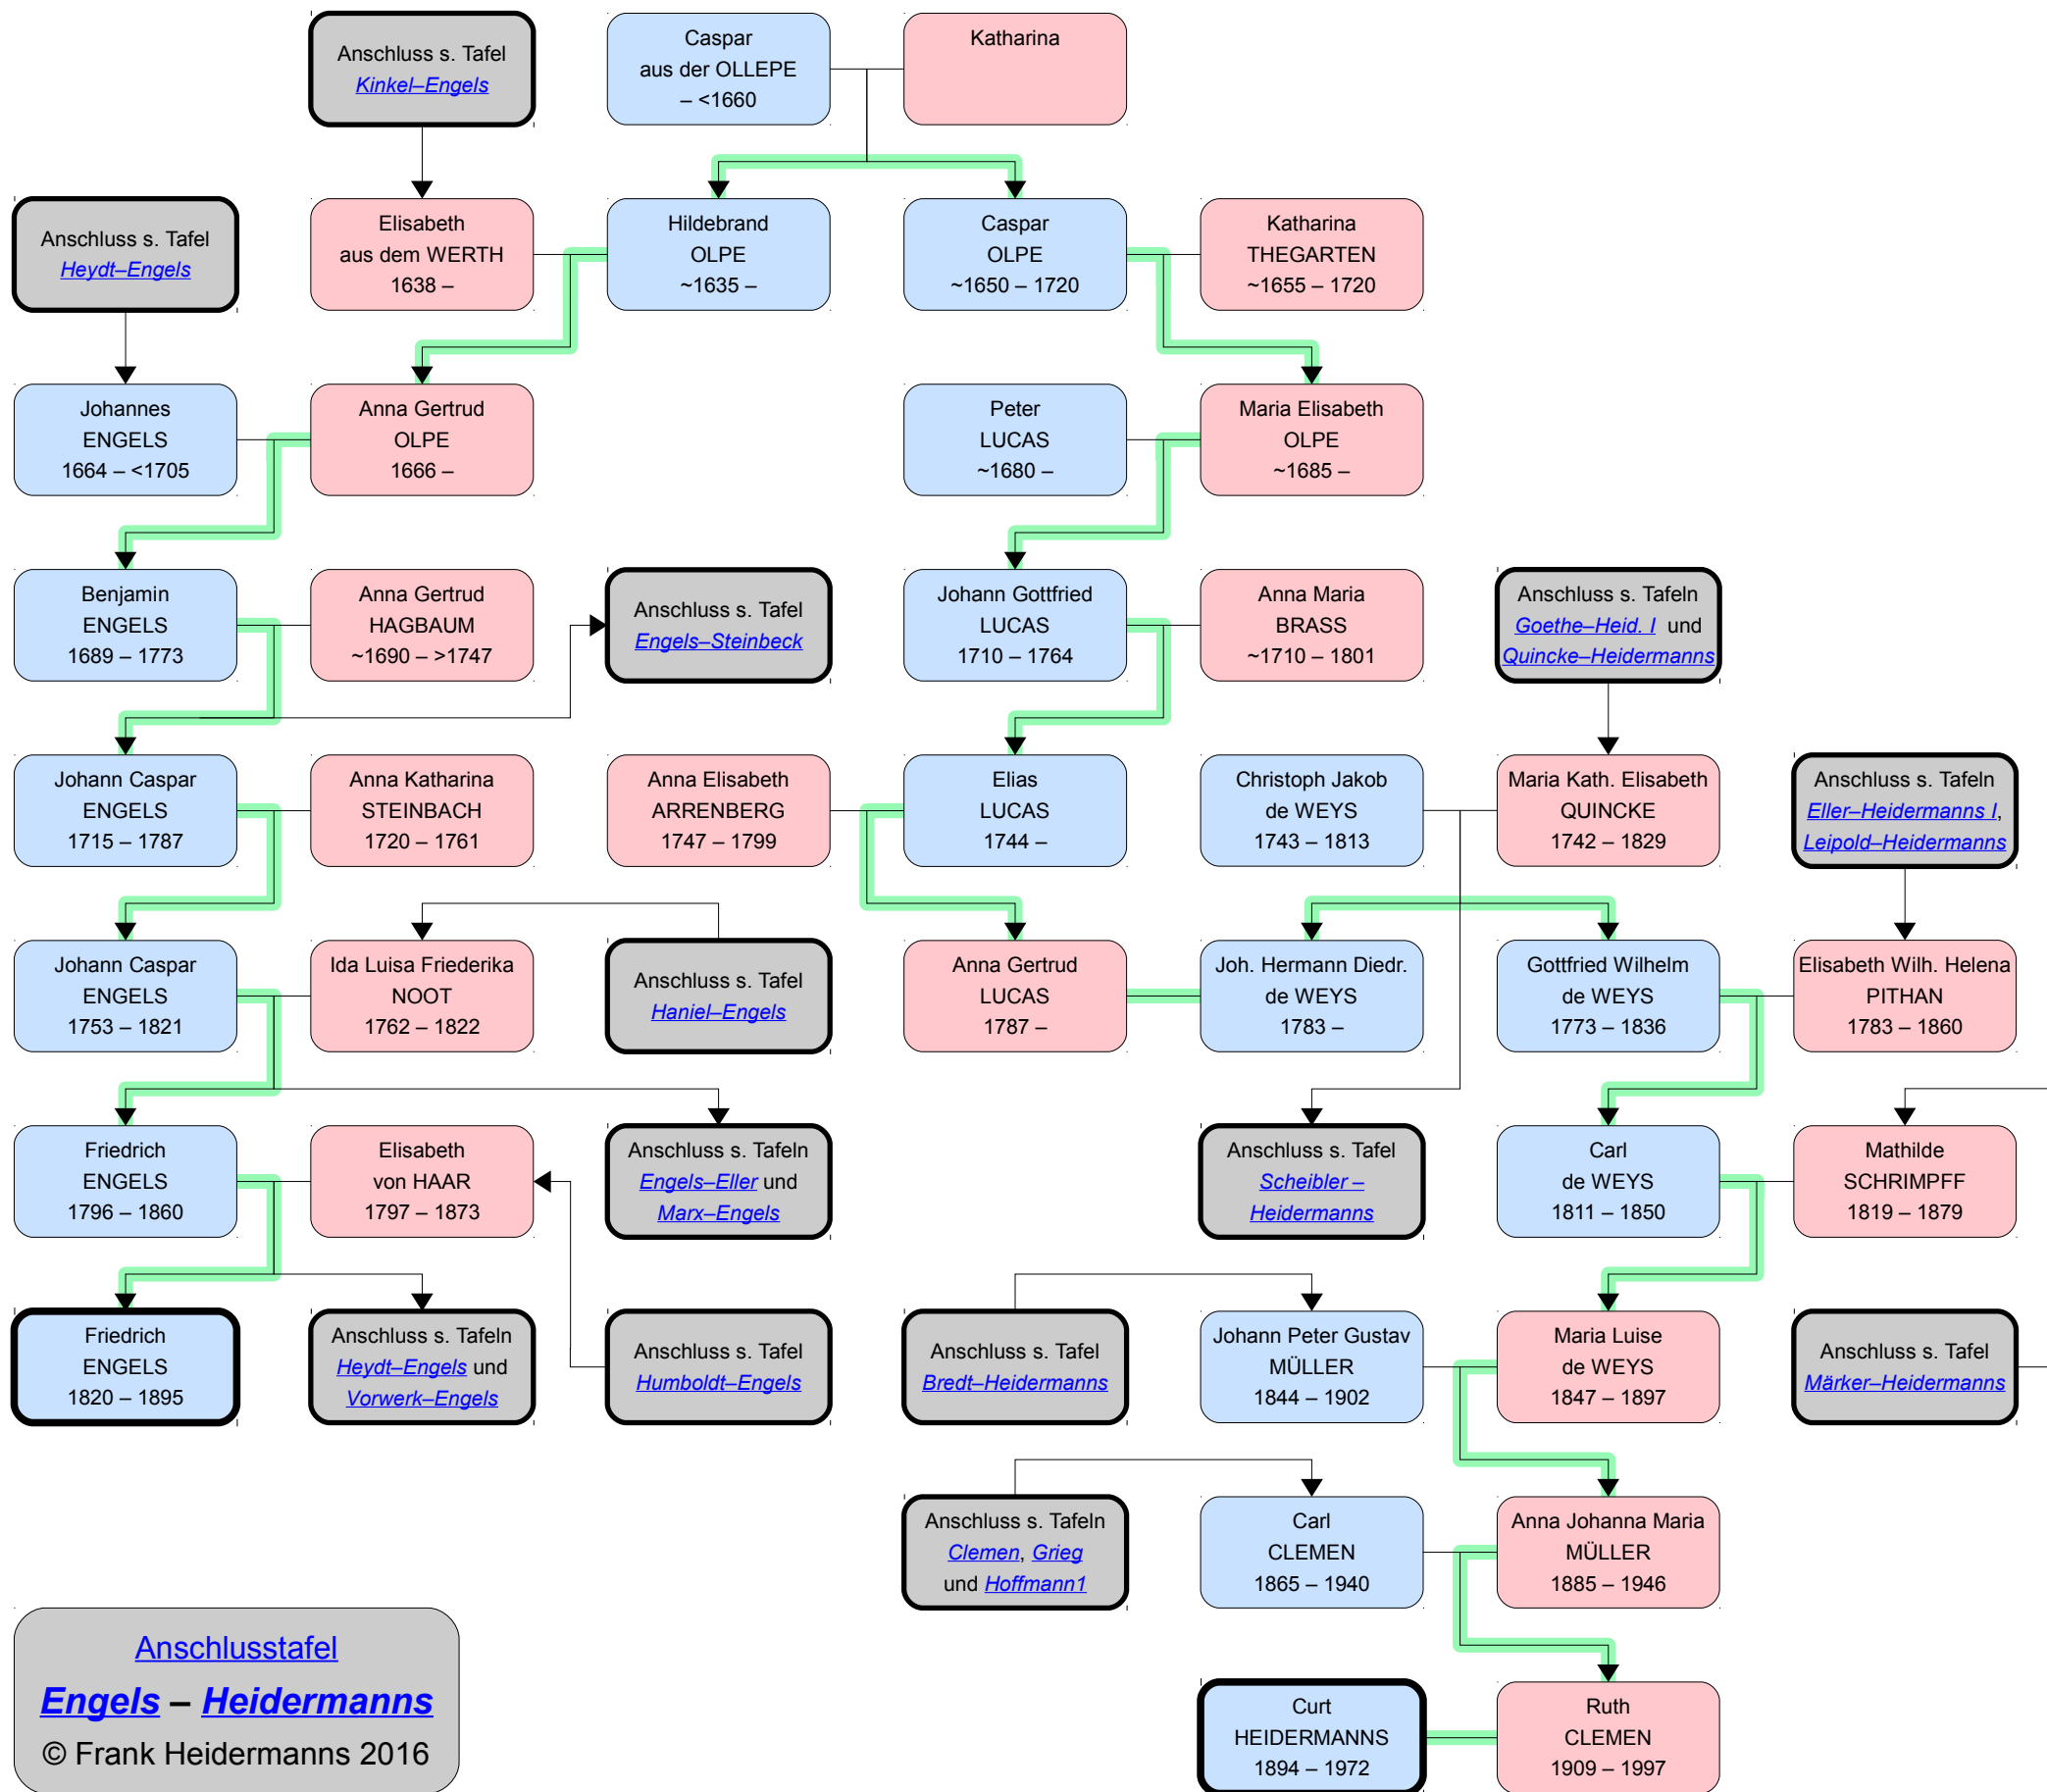 Anschluss s. Tafel
Kinkel–Engels
Caspar
aus der OLLEPE
– <1660
Katharina
Anschluss s. Tafel
Heydt–Engels
Elisabeth
aus dem WERTH
1638 –
Hildebrand
OLPE
~1635 –
Caspar
OLPE
~1650 – 1720
Katharina
THEGARTEN
~1655 – 1720
Johannes
ENGELS
1664 – <1705
Anna Gertrud
OLPE
1666 –
Peter
LUCAS
~1680 –
Maria Elisabeth
OLPE
~1685 –
Benjamin
ENGELS
1689 – 1773
Anna Gertrud
HAGBAUM
~1690 – >1747
Anschluss s. Tafel
Engels–Steinbeck
Johann Gottfried
LUCAS
1710 – 1764
Anna Maria
BRASS
~1710 – 1801
Anschluss s. Tafeln
Goethe–Heid. I und
Quincke–Heidermanns
Johann Caspar
ENGELS
1715 – 1787
Anna Katharina
STEINBACH
1720 – 1761
Anna Elisabeth
ARRENBERG
1747 – 1799
Elias
LUCAS
1744 –
Christoph Jakob
de WEYS
1743 – 1813
Maria Kath. Elisabeth
QUINCKE
1742 – 1829
Anschluss s. Tafeln
Eller–Heidermanns I,
Leipold–Heidermanns
Johann Caspar
ENGELS
1753 – 1821
Ida Luisa Friederika
NOOT
1762 – 1822
Anschluss s. Tafel
Haniel–Engels
Anna Gertrud
LUCAS
1787 –
Joh. Hermann Diedr.
de WEYS
1783 –
Gottfried Wilhelm
de WEYS
1773 – 1836
Elisabeth Wilh. Helena
PITHAN
1783 – 1860
Friedrich
ENGELS
1796 – 1860
Elisabeth
von HAAR
1797 – 1873
Anschluss s. Tafeln
Engels–Eller und
Marx–Engels
Anschluss s. Tafel
Scheibler –
Heidermanns
Carl
de WEYS
1811 – 1850
Mathilde
SCHRIMPFF
1819 – 1879
Friedrich
ENGELS
1820 – 1895
Anschluss s. Tafeln
Heydt–Engels und
Vorwerk–Engels
Anschluss s. Tafel
Humboldt–Engels
Anschluss s. Tafel
Bredt–Heidermanns
Johann Peter Gustav
MÜLLER
1844 – 1902
Maria Luise
de WEYS
1847 – 1897
Anschluss s. Tafel
Märker–Heidermanns
Anschluss s. Tafeln
Clemen, Grieg
und Hoffmann1
Carl
CLEMEN
1865 – 1940
Anna Johanna Maria
MÜLLER
1885 – 1946
Anschlusstafel
Engels – Heidermanns
© Frank Heidermanns 2016
Curt
HEIDERMANNS
1894 – 1972
Ruth
CLEMEN
1909 – 1997